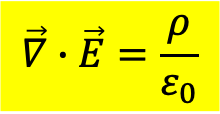 ∇⃗ · E⃗ = ρ/ε₀